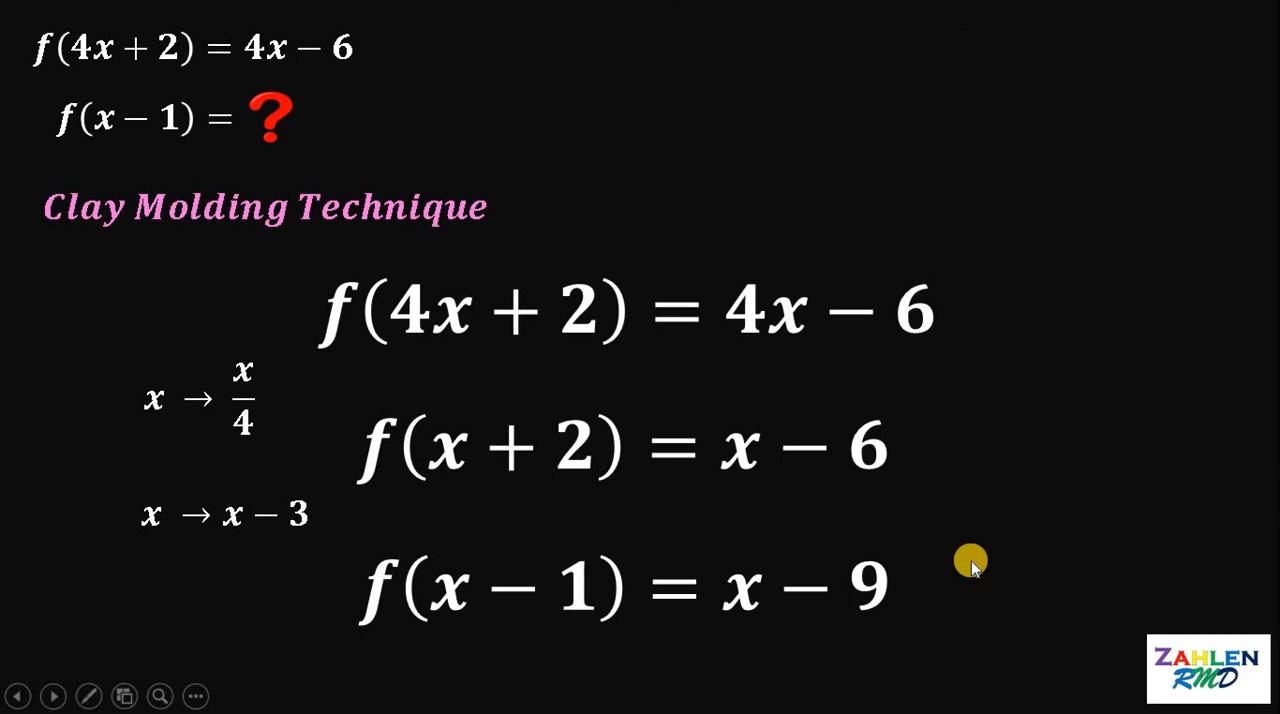 f(4x + 2) = 4x − 6
f(x − 1) = ?
Clay Molding Technique
f(4x + 2) = 4x − 6
x → x/4
f(x + 2) = x − 6
x → x − 3
f(x − 1) = x − 9
ZAHLEN
RMD